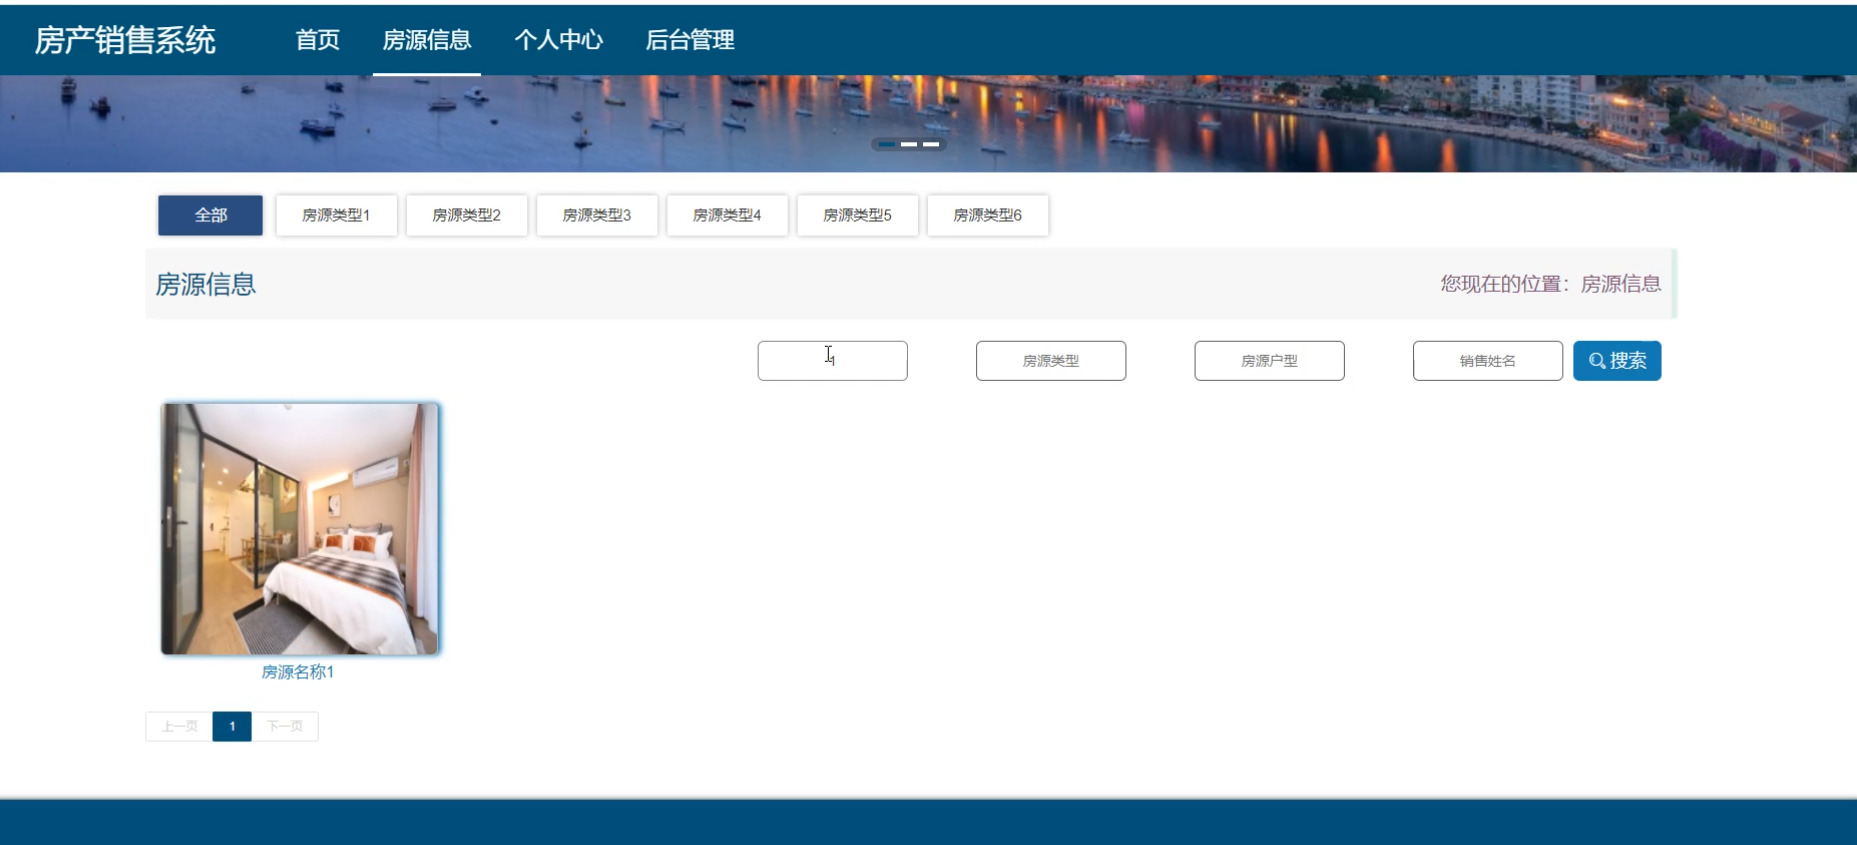 房产销售系统 首页 房源信息 个人中心 后台管理
全部 房源类型1 房源类型2 房源类型3 房源类型4 房源类型5 房源类型6
房源信息 您现在的位置：房源信息
1 房源类型 房源户型 销售姓名 搜索
房源名称1
上一页 1 下一页